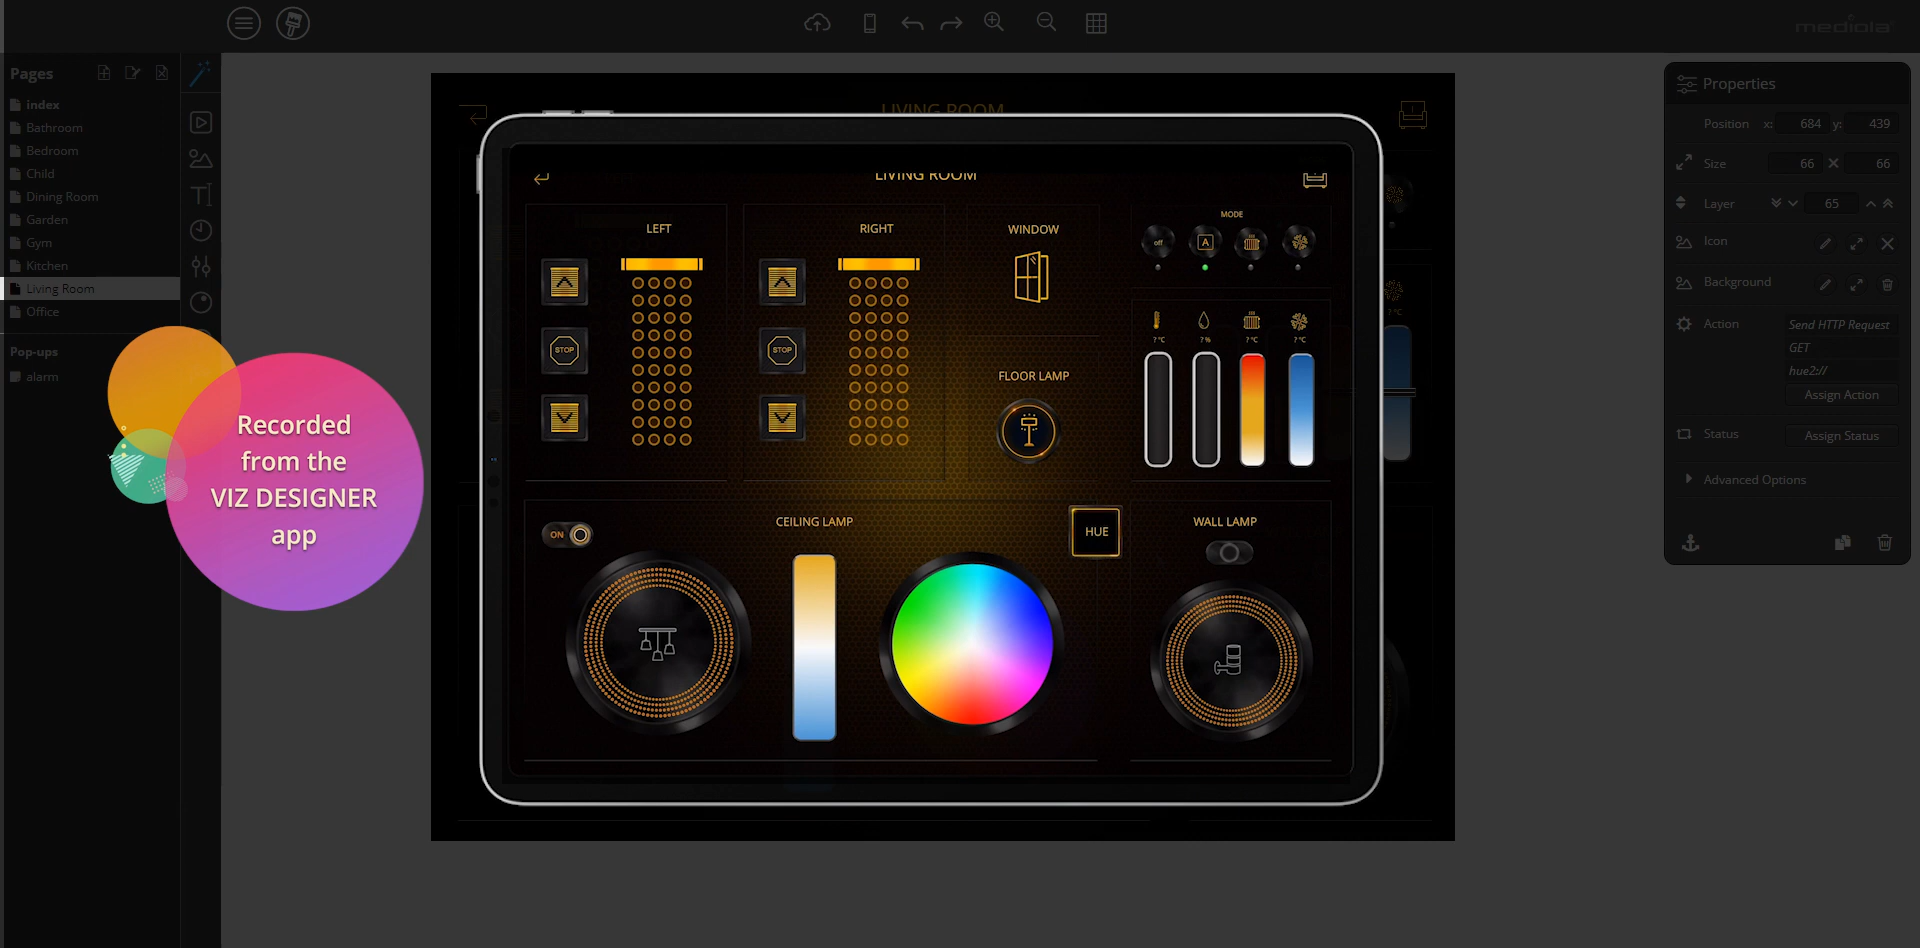 mediola
Pages
index
Bathroom
Bedroom
Child
Dining Room
Garden
Gym
Kitchen
Living Room
Office
Pop-ups
alarm
Recorded
from the
VIZ DESIGNER
app
LIVING ROOM
LIVING ROOM
LEFT
RIGHT
WINDOW
MODE
off
A
STOP
STOP
? °C
? %
? °C
? °C
? °C
FLOOR LAMP
ON
CEILING LAMP
HUE
WALL LAMP
Properties
Position x: 684 y: 439
Size 66 X 66
Layer 65
Icon
Background
Action Send HTTP Request
GET
hue2://
Assign Action
Status Assign Status
Advanced Options